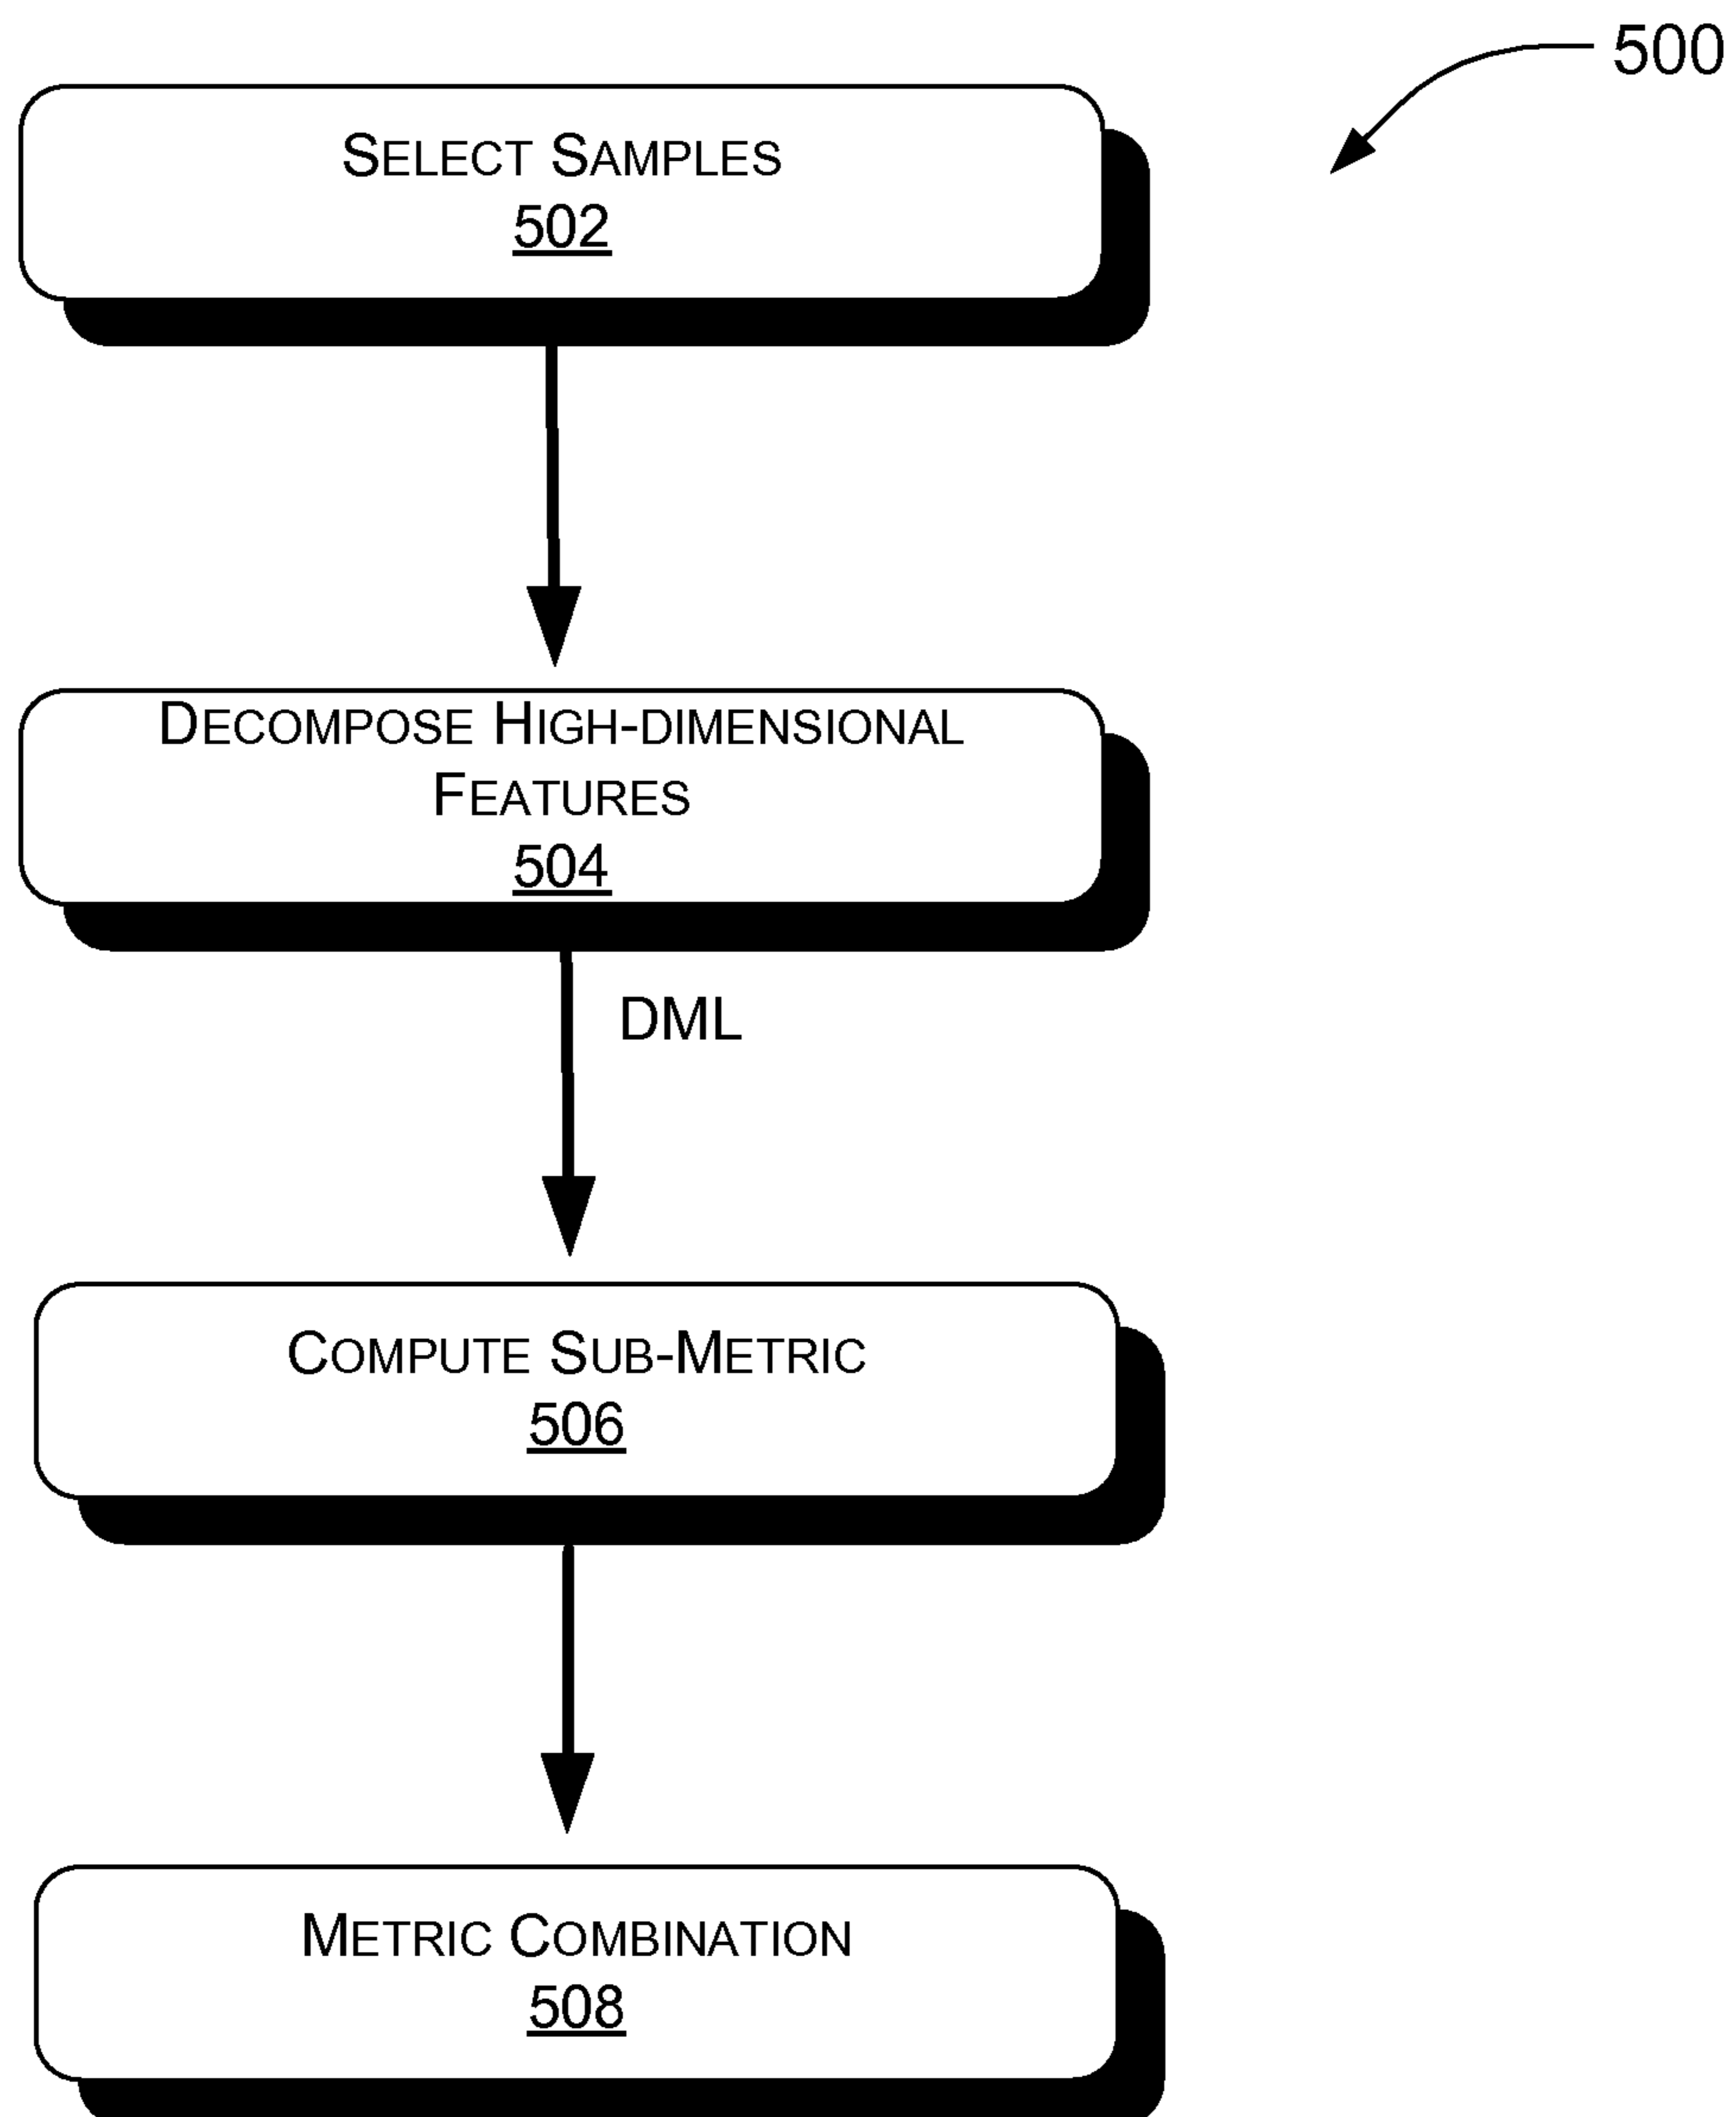 500
SELECT SAMPLES
502
DECOMPOSE HIGH-DIMENSIONAL
FEATURES
504
DML
COMPUTE SUB-METRIC
506
METRIC COMBINATION
508